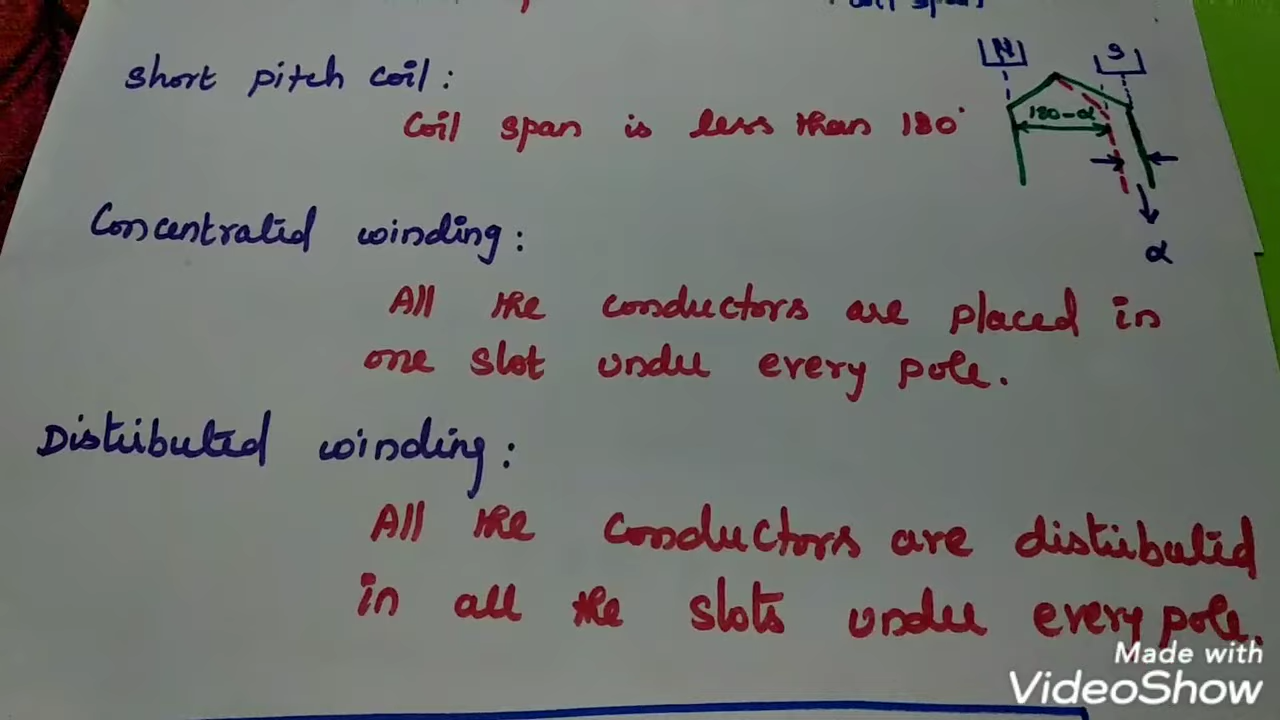 coil span
short pitch coil:
Coil span is less than 180°
N S
180-α
α
Concentrated winding:
All the conductors are placed in
one slot under every pole.
Distributed winding:
All the conductors are distributed
in all the slots under every pole.
Made with
VideoShow